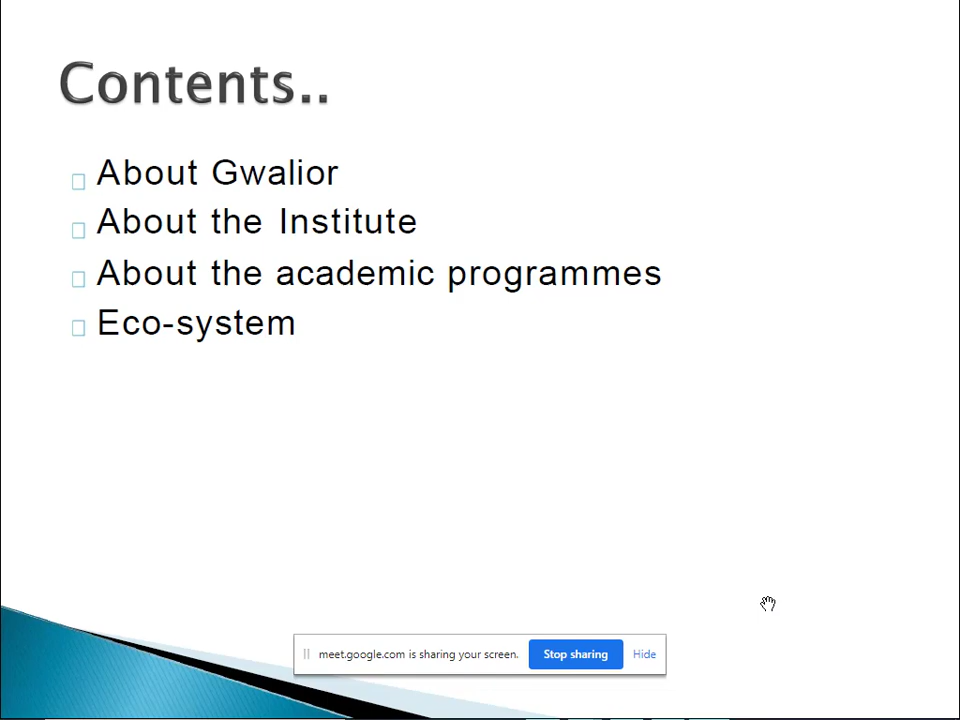 Contents..
About Gwalior
About the Institute
About the academic programmes
Eco-system
meet.google.com is sharing your screen. Stop sharing Hide